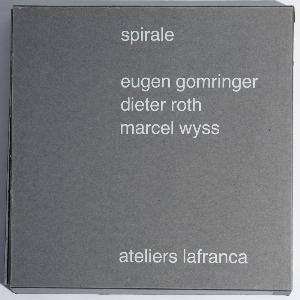 spirale
eugen gomringer
dieter roth
marcel wyss
ateliers lafranca